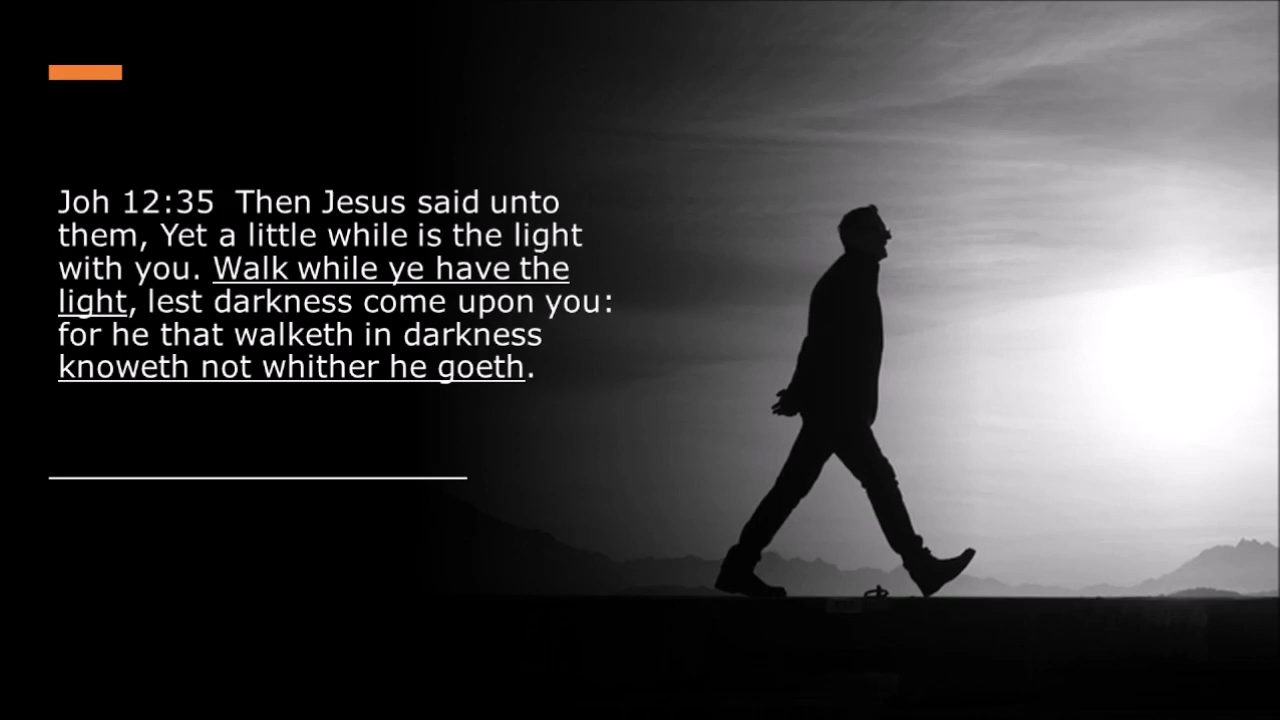 Joh 12:35  Then Jesus said unto
them, Yet a little while is the light
with you. Walk while ye have the
light, lest darkness come upon you:
for he that walketh in darkness
knoweth not whither he goeth.